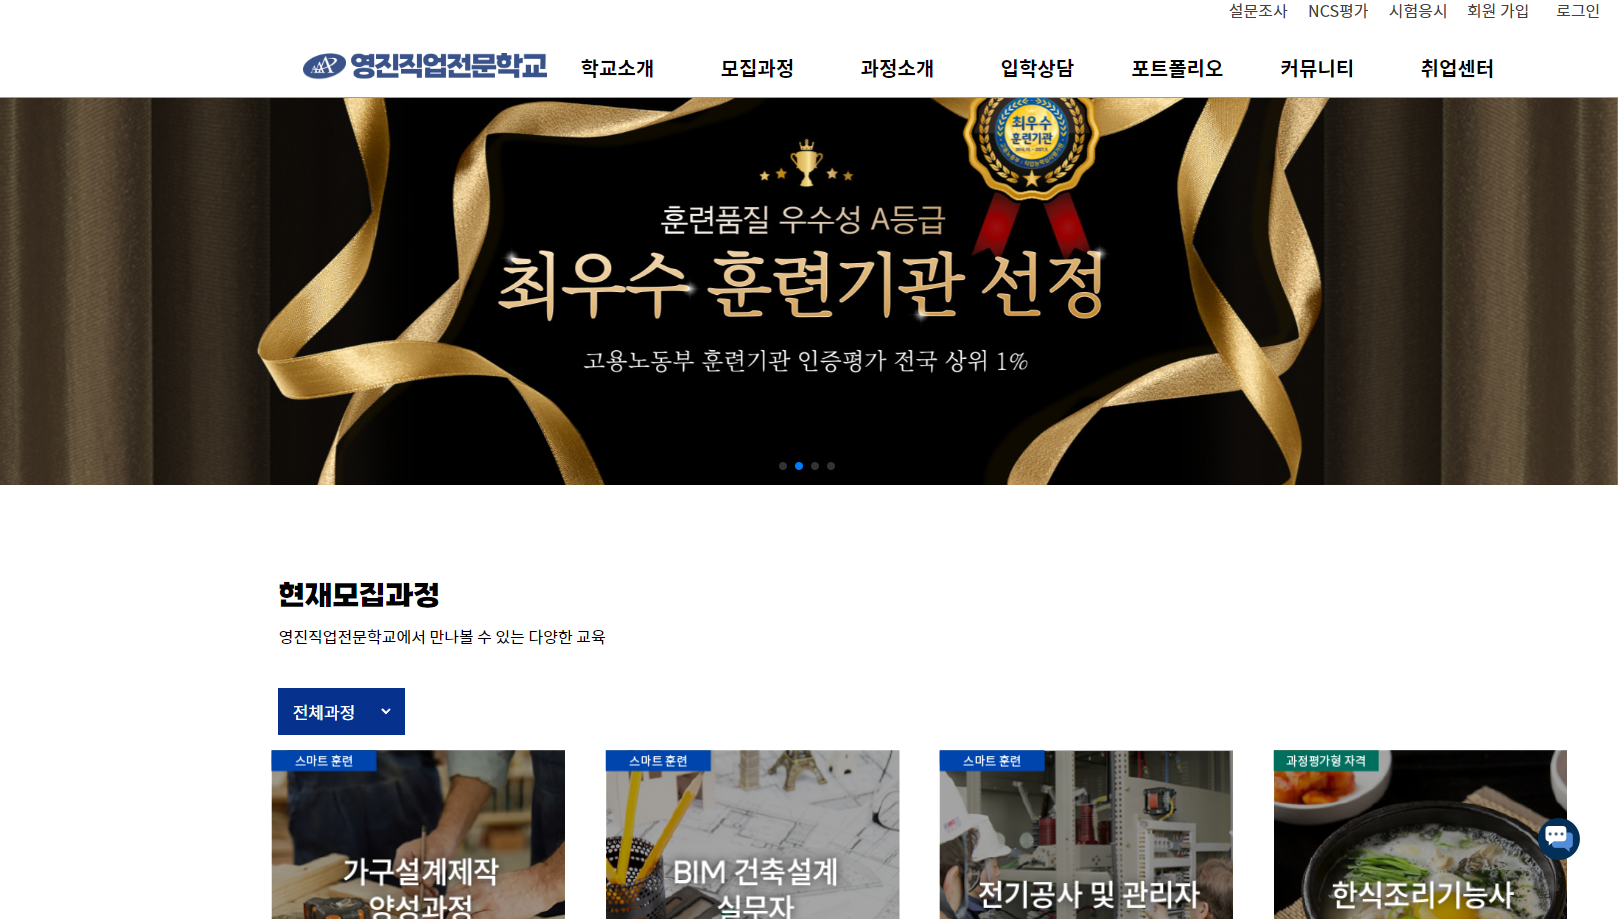 설문조사 NCS평가 시험응시 회원 가입 로그인
영진직업전문학교 학교소개 모집과정 과정소개 입학상담 포트폴리오 커뮤니티 취업센터
최우수
훈련기관
훈련품질 우수성 A등급
최우수 훈련기관 선정
고용노동부 훈련기관 인증평가 전국 상위 1%
현재모집과정
영진직업전문학교에서 만나볼 수 있는 다양한 교육
전체과정
스마트 훈련
가구설계제작
양성과정
스마트 훈련
BIM 건축설계
실무자
스마트 훈련
전기공사 및 관리자
과정평가형 자격
한식조리기능사